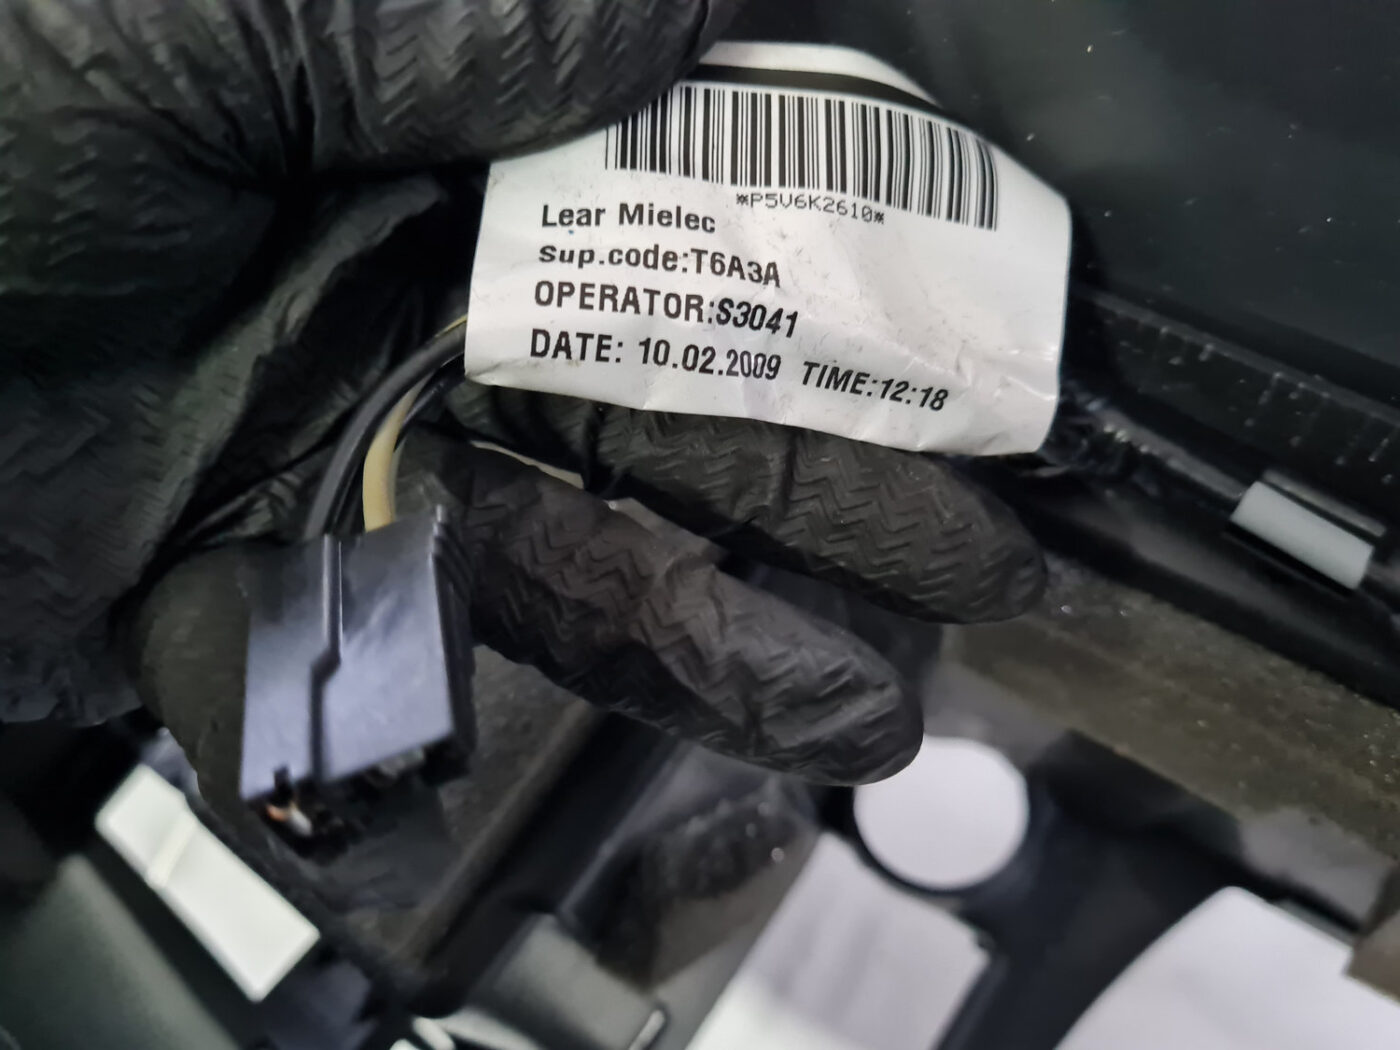 *P5V6K2610*
Lear Mielec
sup.code:T6A3A
OPERATOR:S3041
DATE: 10.02.2009 TIME:12:18